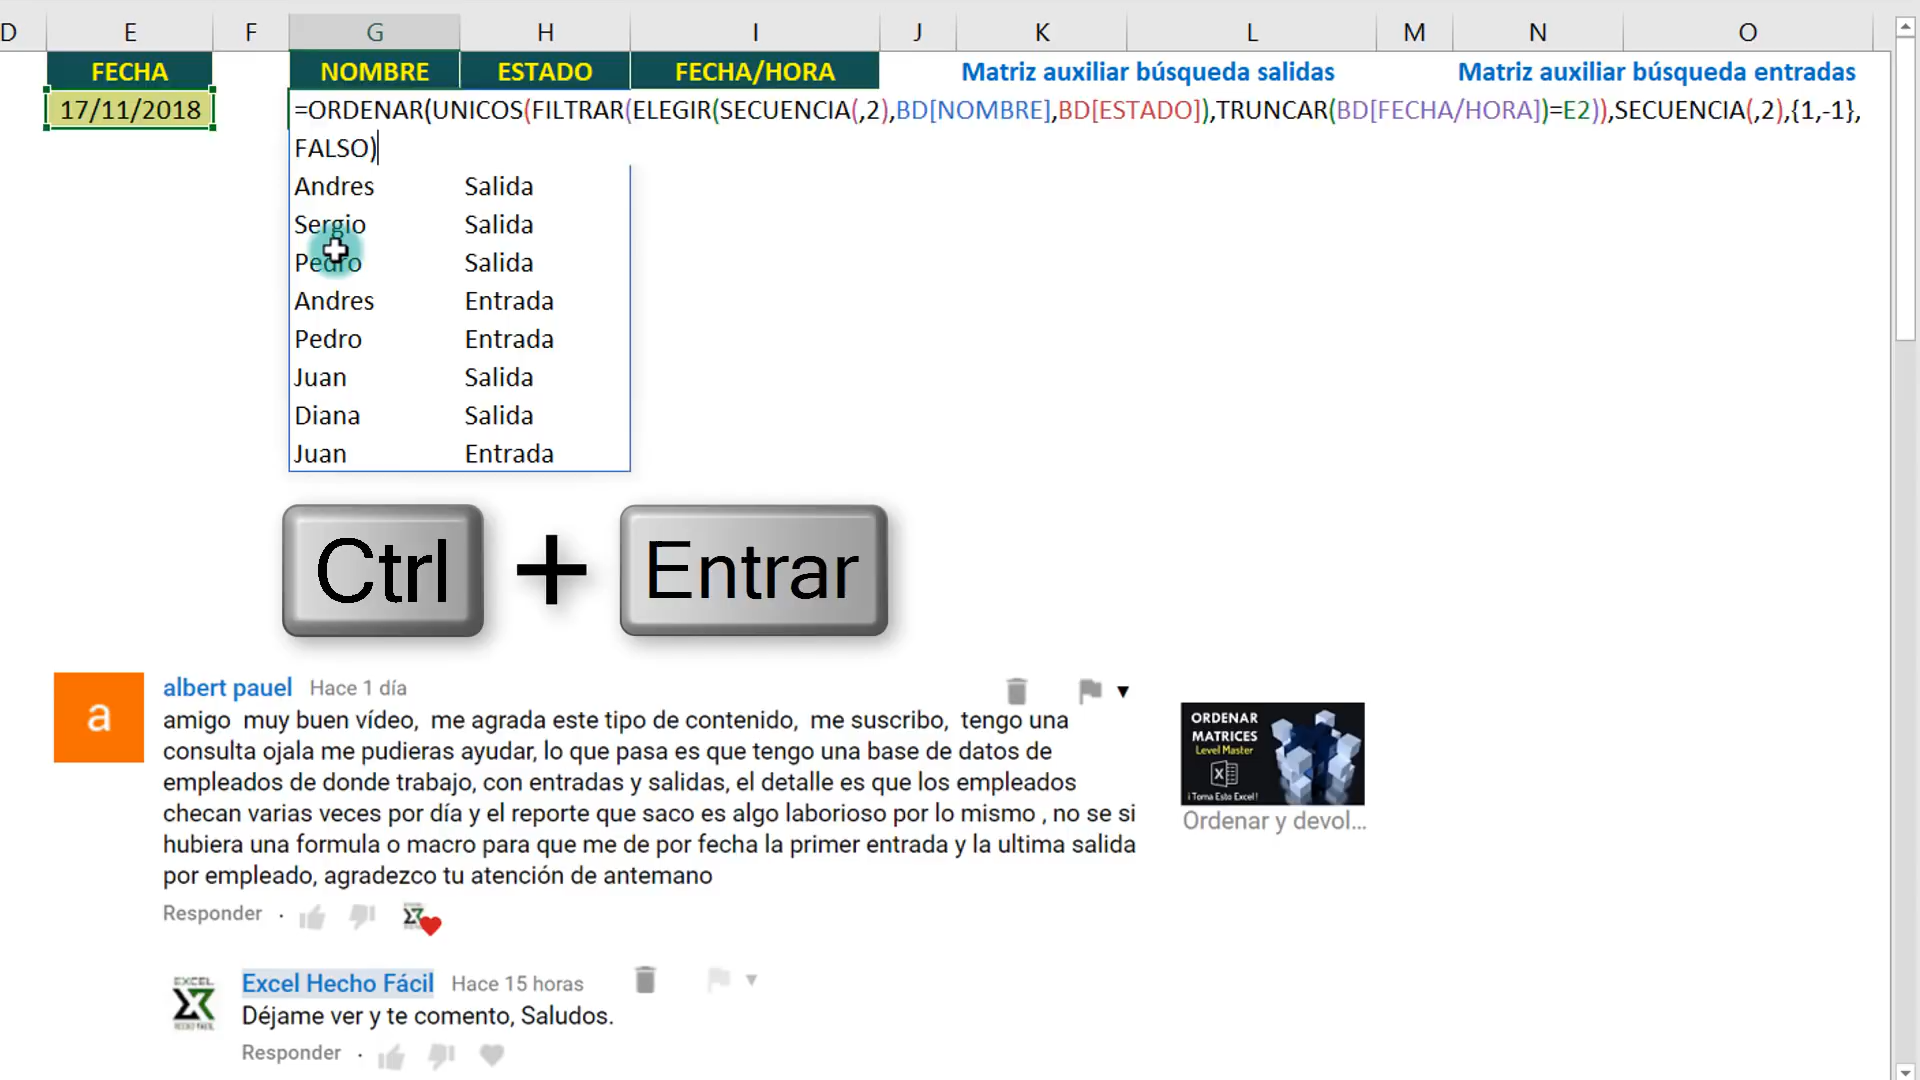 D E F G H I J K L M N O
FECHA NOMBRE ESTADO FECHA/HORA Matriz auxiliar búsqueda salidas Matriz auxiliar búsqueda entradas
17/11/2018 =ORDENAR(UNICOS(FILTRAR(ELEGIR(SECUENCIA(,2),BD[NOMBRE],BD[ESTADO]),TRUNCAR(BD[FECHA/HORA])=E2)),SECUENCIA(,2),{1,-1},
FALSO)
Andres Salida
Sergio Salida
Pedro Salida
Andres Entrada
Pedro Entrada
Juan Salida
Diana Salida
Juan Entrada
Ctrl + Entrar
a
albert pauel Hace 1 día
amigo muy buen vídeo, me agrada este tipo de contenido, me suscribo, tengo una
consulta ojala me pudieras ayudar, lo que pasa es que tengo una base de datos de
empleados de donde trabajo, con entradas y salidas, el detalle es que los empleados
checan varias veces por día y el reporte que saco es algo laborioso por lo mismo , no se si
hubiera una formula o macro para que me de por fecha la primer entrada y la ultima salida
por empleado, agradezco tu atención de antemano
Responder ·
ORDENAR
MATRICES
Level Master
X
¡Toma Esto Excel!
Ordenar y devol...
EXCEL
HECHO FÁCIL
Excel Hecho Fácil Hace 15 horas
Déjame ver y te comento, Saludos.
Responder ·